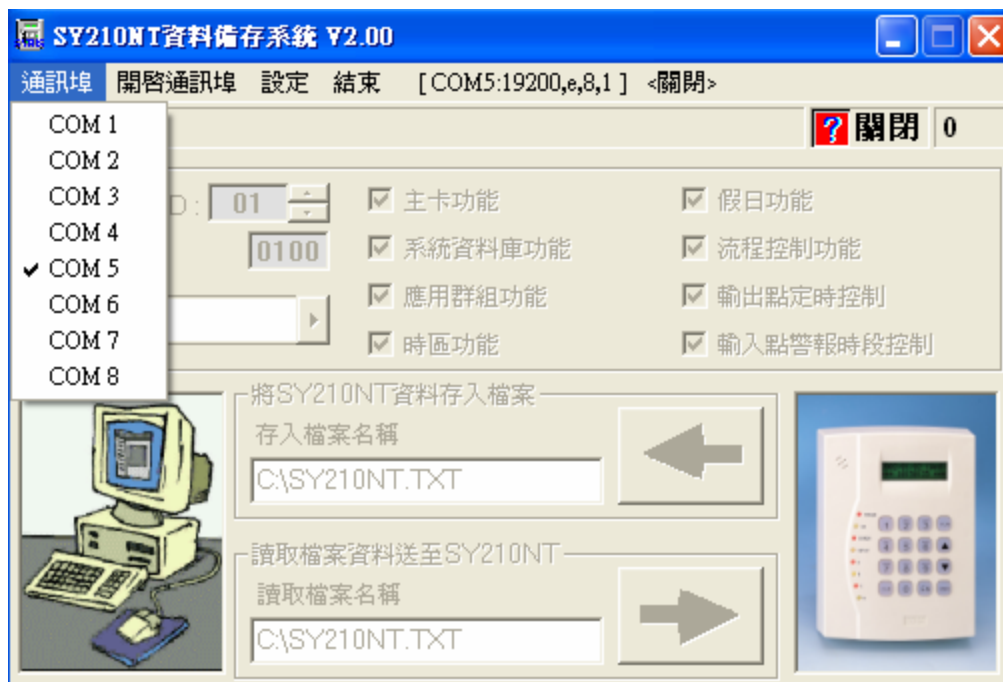 SY210NT資料備存系統 V2.00
通訊埠 開啓通訊埠 設定 結束 [ COM5:19200,e,8,1 ] <關閉>
COM 1
COM 2
COM 3
COM 4
✔ COM 5
COM 6
COM 7
COM 8
? 關閉 0
D : 01
0100
主卡功能
系統資料庫功能
應用群組功能
時區功能
假日功能
流程控制功能
輸出點定時控制
輸入點警報時段控制
將SY210NT資料存入檔案
存入檔案名稱
C:\SY210NT.TXT
讀取檔案資料送至SY210NT
讀取檔案名稱
C:\SY210NT.TXT